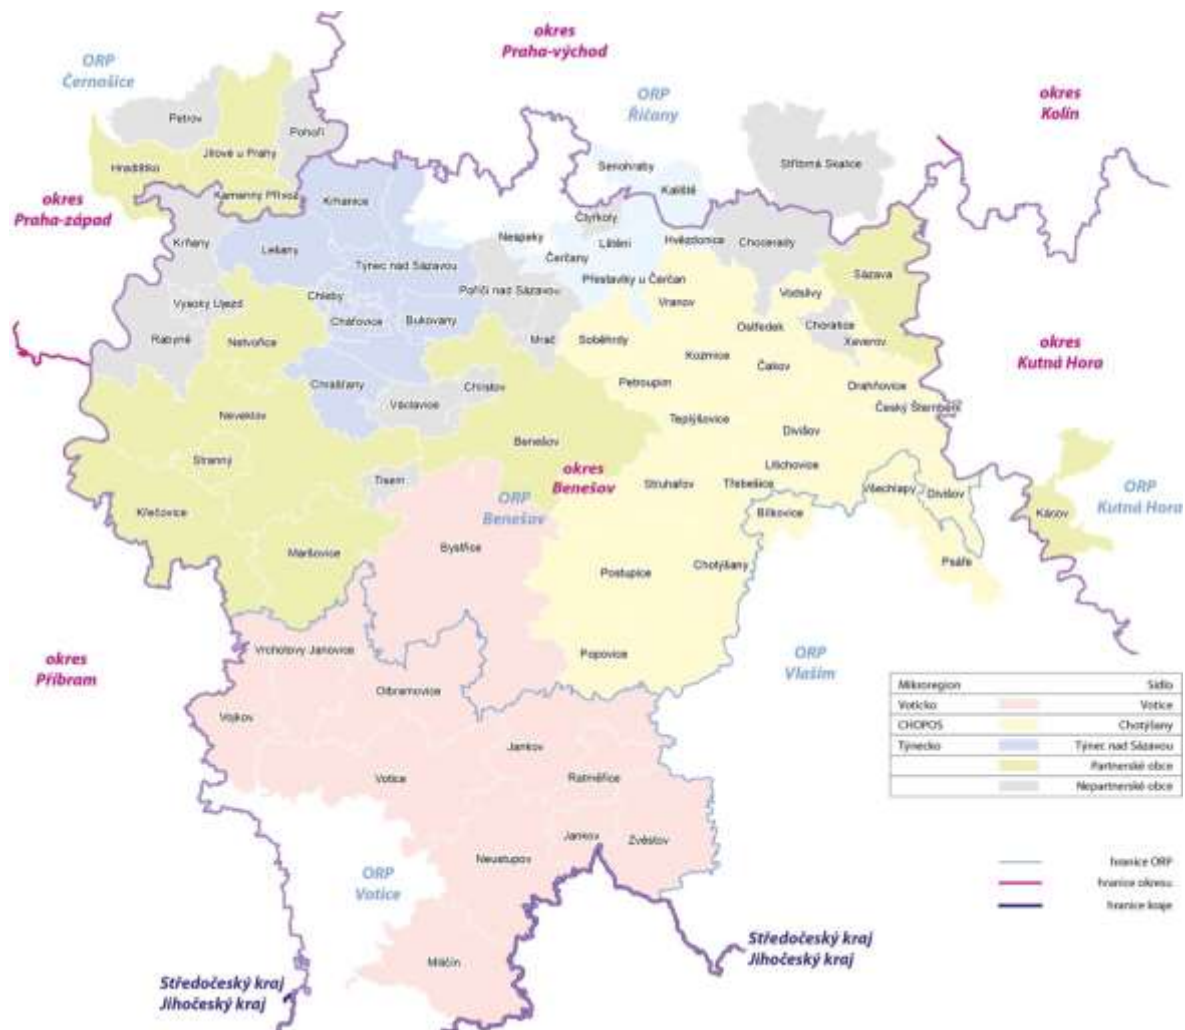 okres
Praha-východ
ORP
Černošice
ORP
Říčany
okres
Kolín
Petrov
Pohoří
Jílové u Prahy
Hradištko
Kamenný Přívoz
Senohraby
Kaliště
Stříbrná Skalice
okres
Praha-západ
Krhanice
Krňany
Lešany
Čtyřkoly
Nespeky
Lštění
Hvězdonice
Chocerady
Čerčany
Týnec nad Sázavou
Sázava
Přestavlky u Čerčan
Vodslivy
Poříčí nad Sázavou
Chleby
Vysoký Újezd
Vranov
Chářovice
Bukovany
Ostředek
Choratice
Rabyně
Netvořice
Mrač
Soběhrdy
Xaverov
Kozmice
Čakov
okres
Kutná Hora
Chrášťany
Chlistov
Petroupim
Drahňovice
Václavice
Český Šternberk
Neveklov
Teplýšovice
Divišov
Benešov
Stranný
okres
Benešov
Litichovice
Tisem
Struhařov
Třebešice
Všechlapy
Divišov
ORP
Benešov
ORP
Kutná Hora
Křečovice
Bílkovice
Kácov
Maršovice
Bystřice
Chotýšany
Psáře
Postupice
okres
Příbram
Vrchotovy Janovice
Popovice
ORP
Vlašim
Olbramovice
Vojkov
Jankov
Votice
Ratměřice
Jankov
Zvěstov
Neustupov
ORP
Votice
Miličín
Středočeský kraj
Jihočeský kraj
Středočeský kraj
Jihočeský kraj
Mikroregion Sídlo
Voticko Votice
CHOPOS Chotýšany
Týnecko Týnec nad Sázavou
Partnerské obce
Nepartnerské obce
hranice ORP
hranice okresu
hranice kraje